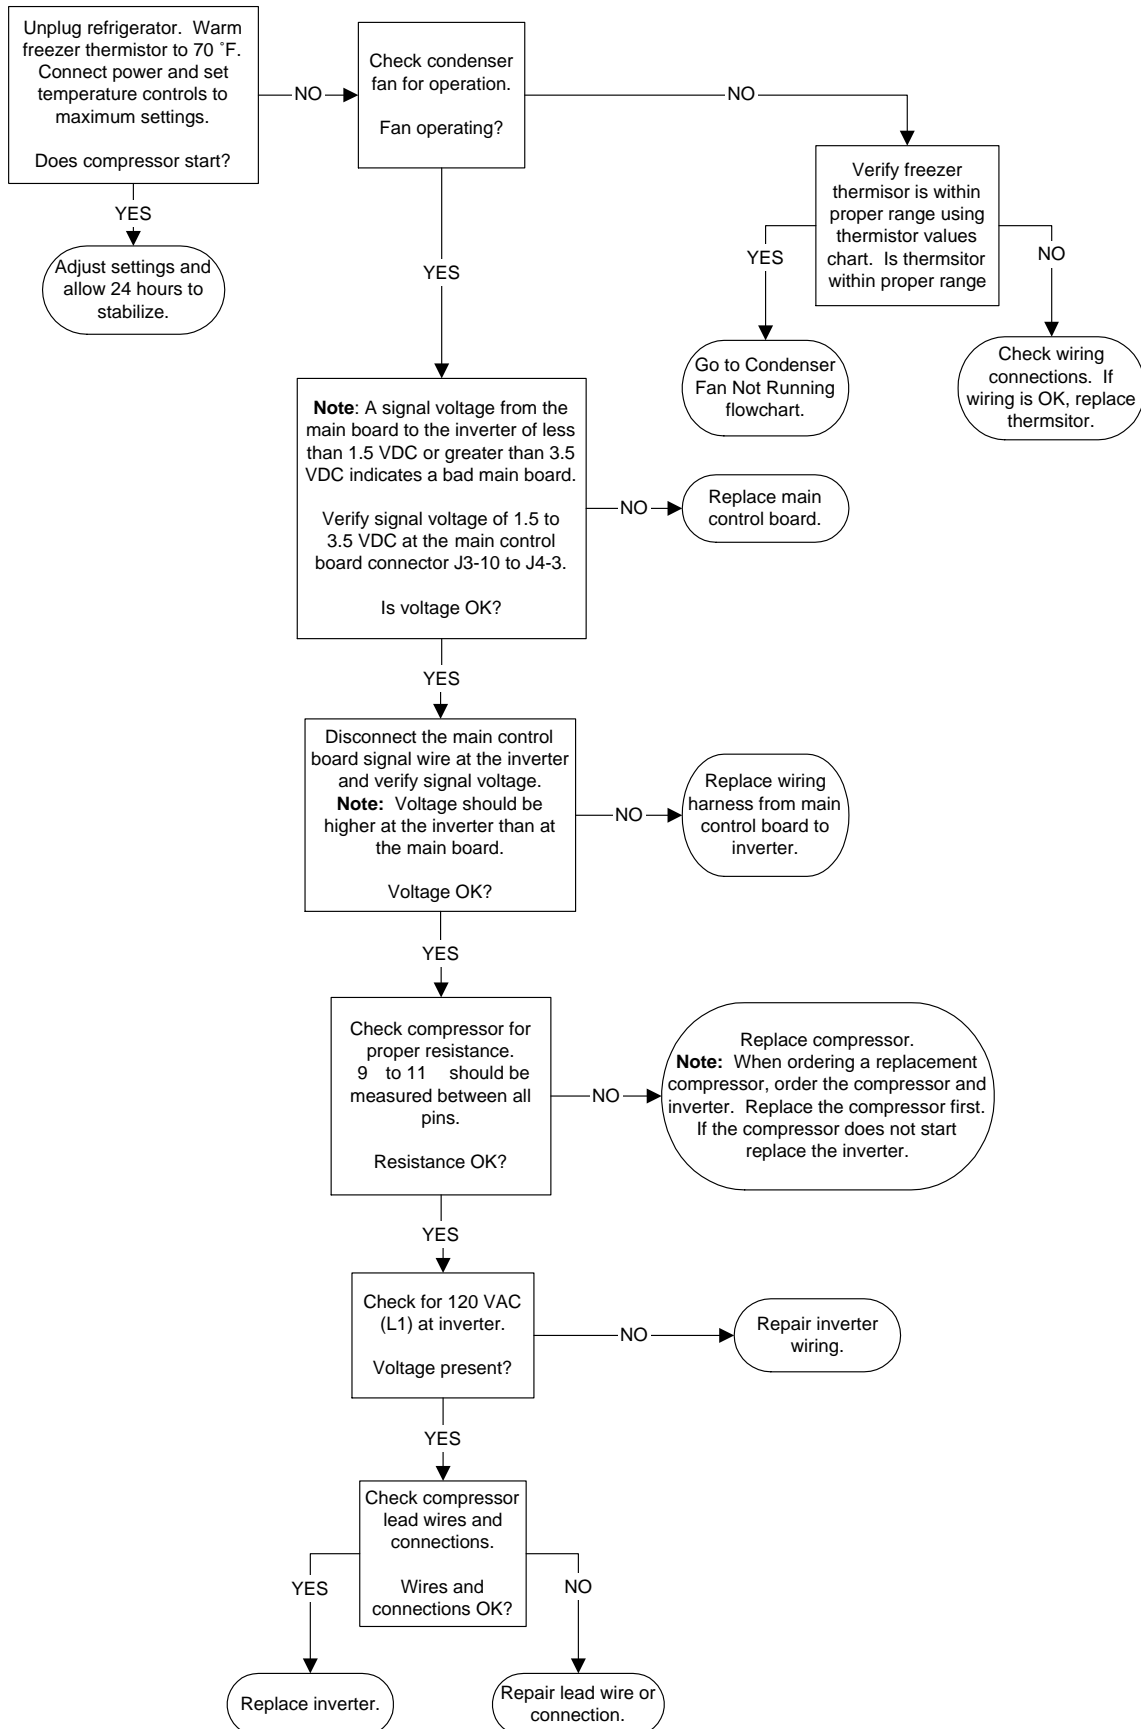 Unplug refrigerator.  Warm
freezer thermistor to 70 ˚F.
Connect power and set
temperature controls to
maximum settings.
Does compressor start?
NO
Check condenser
fan for operation.
Fan operating?
NO
YES
Adjust settings and
allow 24 hours to
stabilize.
YES
Verify freezer
thermisor is within
proper range using
thermistor values
chart.  Is thermsitor
within proper range
YES
NO
Go to Condenser
Fan Not Running
flowchart.
Check wiring
connections.  If
wiring is OK, replace
thermsitor.
Note:  A signal voltage from the
main board to the inverter of less
than 1.5 VDC or greater than 3.5
VDC indicates a bad main board.
Verify signal voltage of 1.5 to
3.5 VDC at the main control
board connector J3-10 to J4-3.
Is voltage OK?
NO
Replace main
control board.
YES
Disconnect the main control
board signal wire at the inverter
and verify signal voltage.
Note:  Voltage should be
higher at the inverter than at
the main board.
Voltage OK?
NO
Replace wiring
harness from main
control board to
inverter.
YES
Check compressor for
proper resistance.
9    to 11    should be
measured between all
pins.
Resistance OK?
NO
Replace compressor.
Note:  When ordering a replacement
compressor, order the compressor and
inverter.  Replace the compressor first.
If the compressor does not start
replace the inverter.
YES
Check for 120 VAC
(L1) at inverter.
Voltage present?
NO
Repair inverter
wiring.
YES
Check compressor
lead wires and
connections.
Wires and
connections OK?
YES
NO
Replace inverter.
Repair lead wire or
connection.